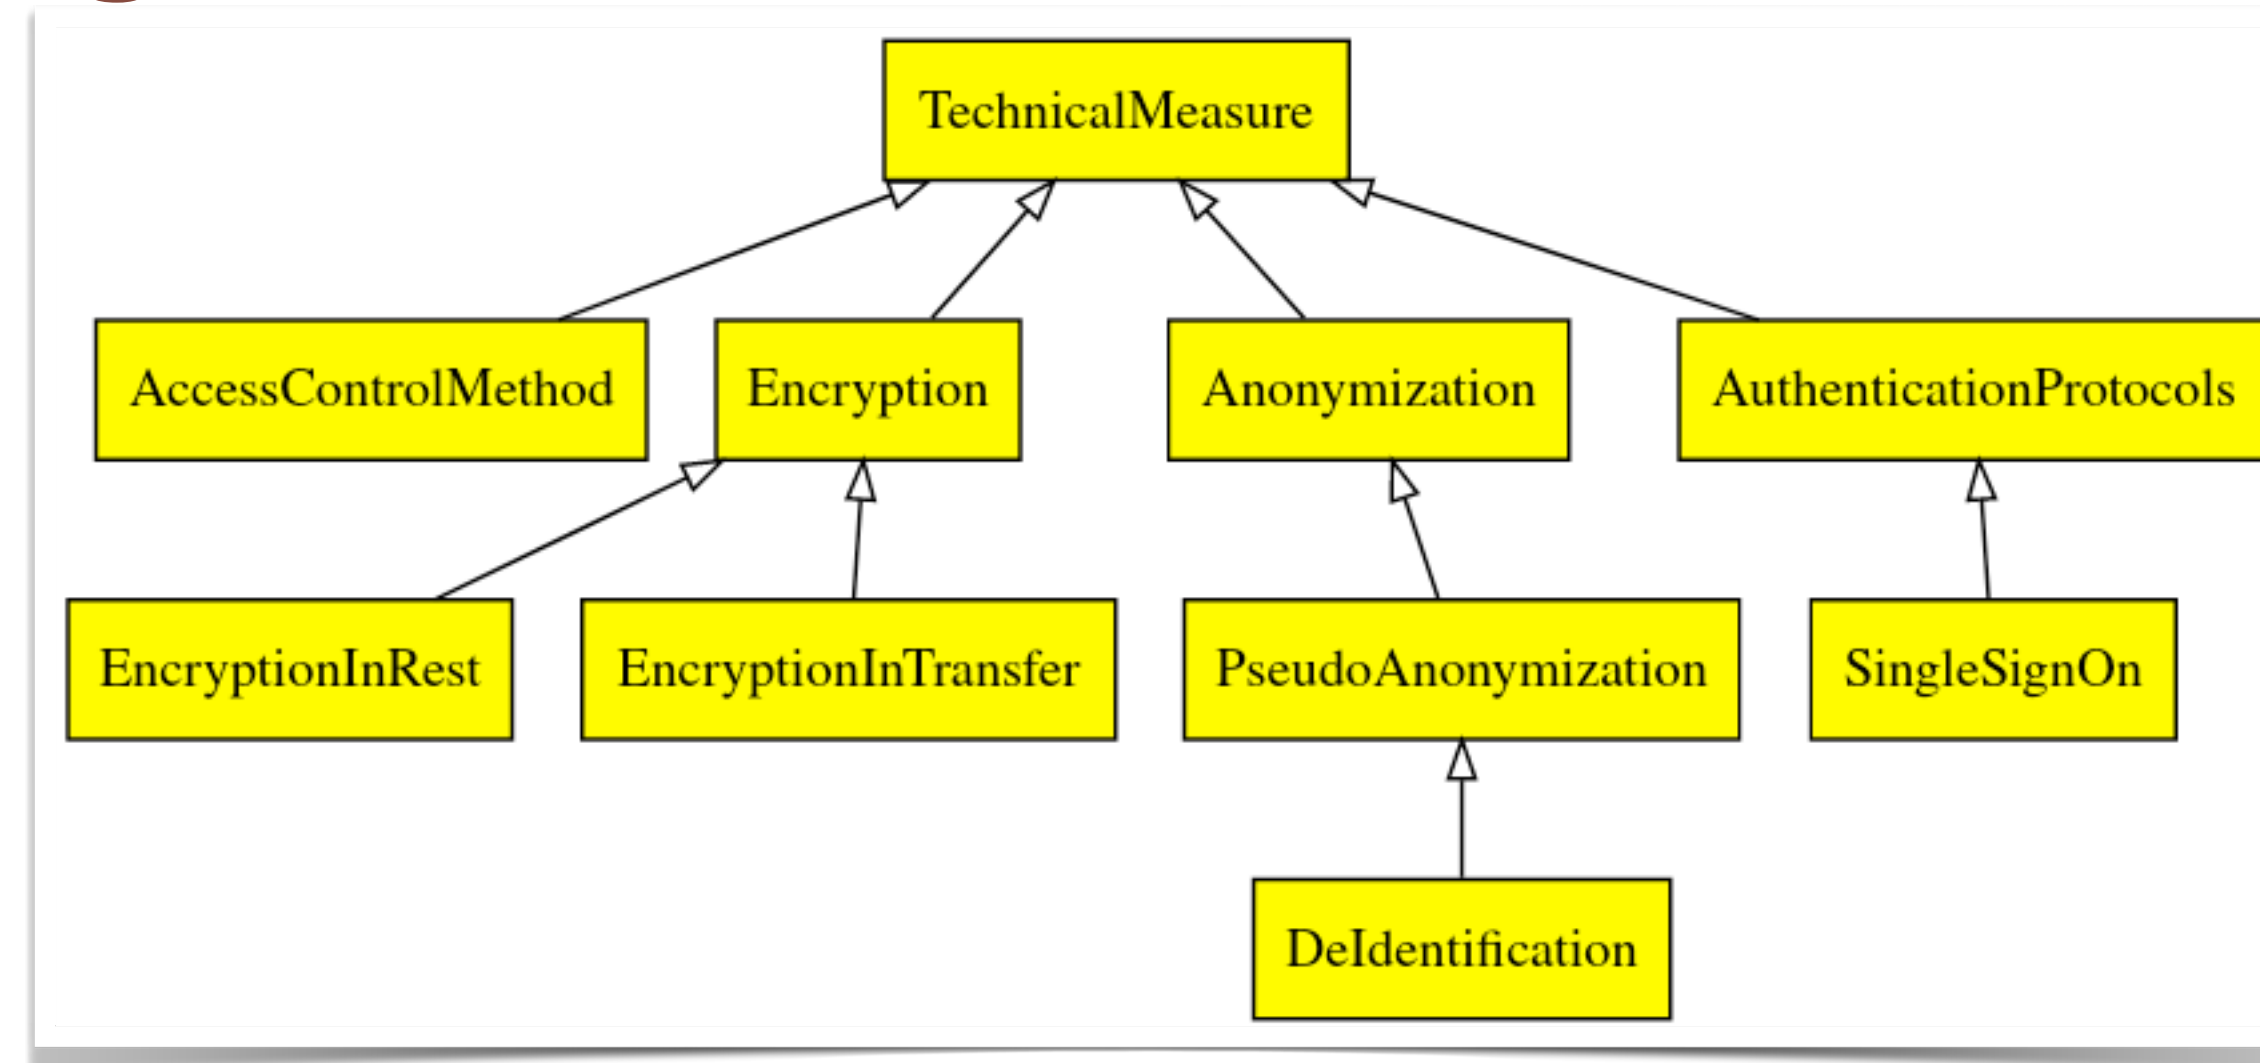 TechnicalMeasure
AccessControlMethod
Encryption
Anonymization
AuthenticationProtocols
EncryptionInRest
EncryptionInTransfer
PseudoAnonymization
SingleSignOn
DeIdentification